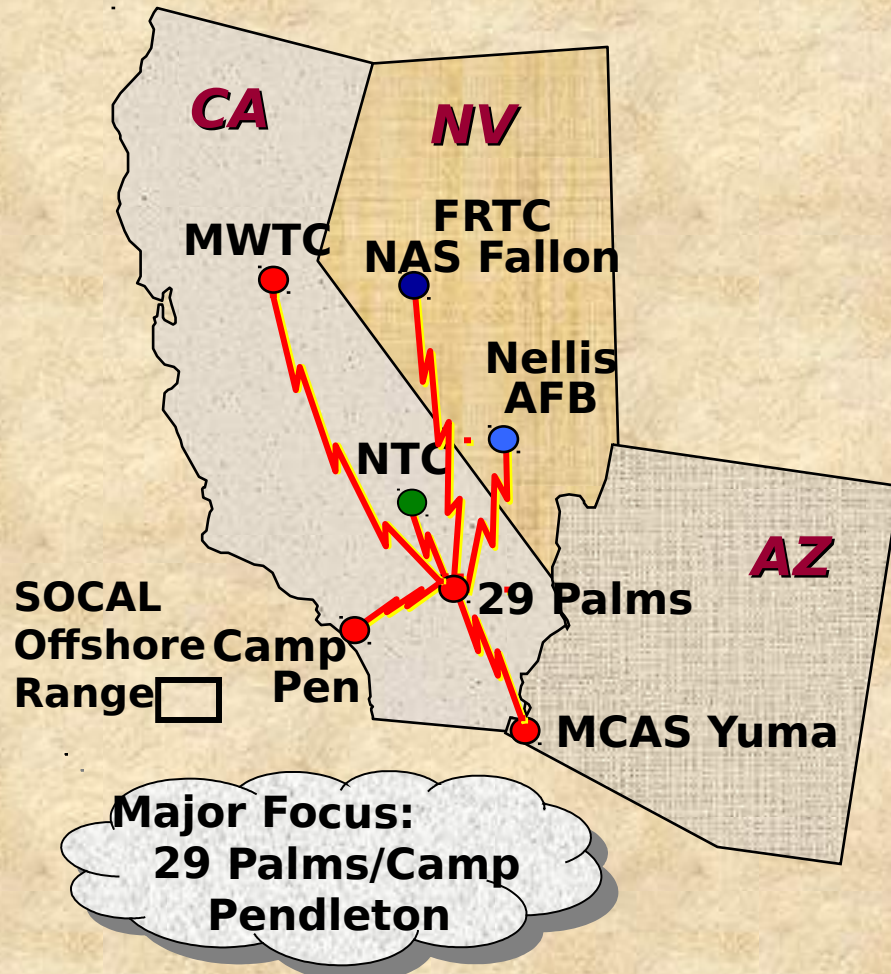 CA
NV
FRTC
MWTC
NAS Fallon
Nellis
AFB
NTC
AZ
29 Palms
SOCAL
Offshore
Range
Camp
Pen
MCAS Yuma
Major Focus:
29 Palms/Camp
Pendleton